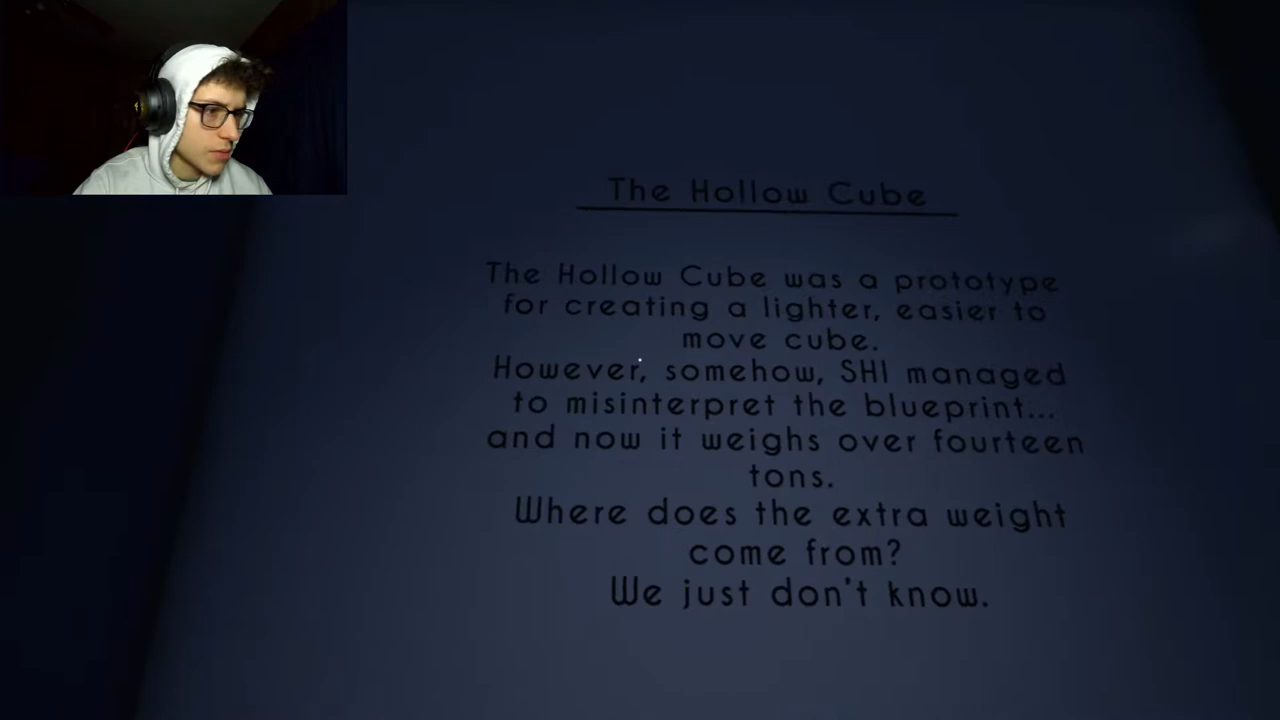 The Hollow Cube
The Hollow Cube was a prototype
for creating a lighter, easier to
move cube.
However, somehow, SHI managed
to misinterpret the blueprint...
and now it weighs over fourteen
tons.
Where does the extra weight
come from?
We just don't know.